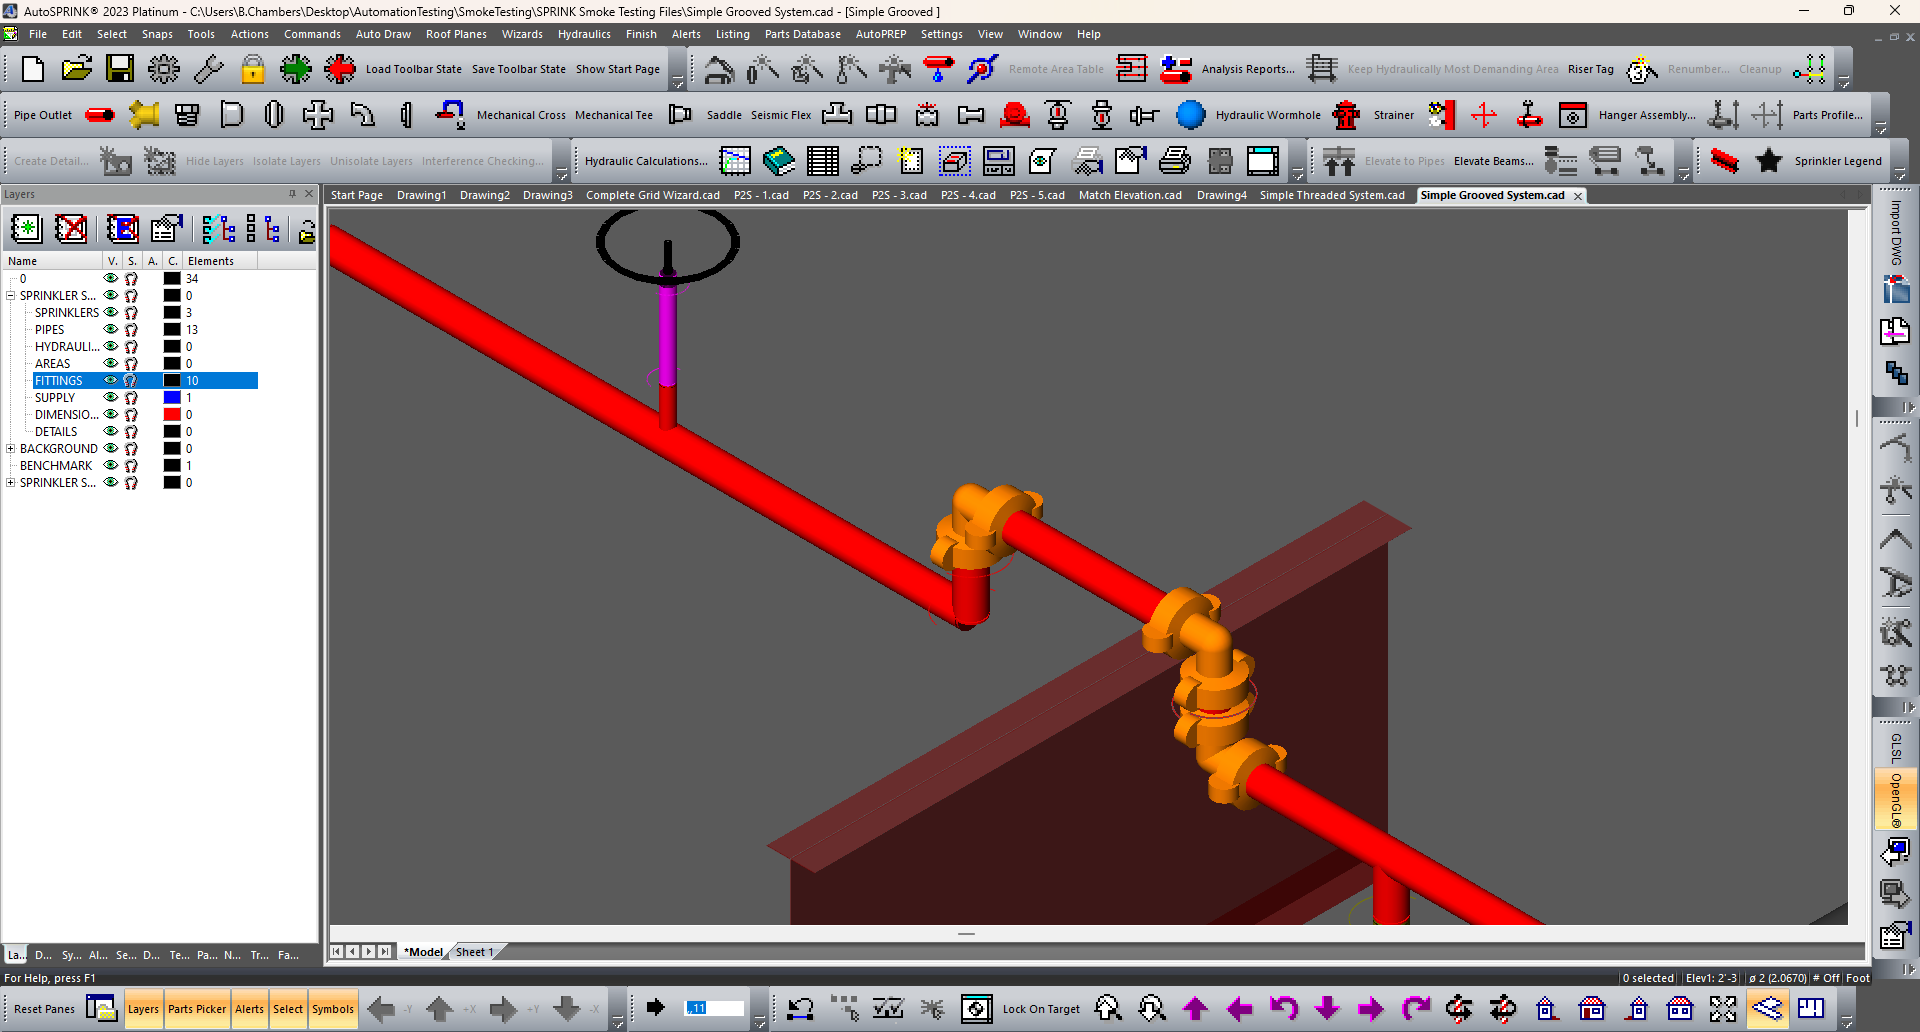 AutoSPRINK® 2023 Platinum - C:\Users\B.Chambers\Desktop\AutomationTesting\SmokeTesting\SPRINK Smoke Testing Files\Simple Grooved System.cad - [Simple Grooved ]
File Edit Select Snaps Tools Actions Commands Auto Draw Roof Planes Wizards Hydraulics Finish Alerts Listing Parts Database AutoPREP Settings View Window Help
Load Toolbar State Save Toolbar State Show Start Page Remote Area Table Analysis Reports... Keep Hydraulically Most Demanding Area Riser Tag Renumber... Cleanup
Pipe Outlet Mechanical Cross Mechanical Tee Saddle Seismic Flex Hydraulic Wormhole Strainer Hanger Assembly... Parts Profile...
Create Detail... Hide Layers Isolate Layers Unisolate Layers Interference Checking... Hydraulic Calculations... Elevate to Pipes Elevate Beams... Sprinkler Legend
Layers
Start Page Drawing1 Drawing2 Drawing3 Complete Grid Wizard.cad P2S - 1.cad P2S - 2.cad P2S - 3.cad P2S - 4.cad P2S - 5.cad Match Elevation.cad Drawing4 Simple Threaded System.cad Simple Grooved System.cad
Name V. S. A. C. Elements
0 34
SPRINKLER S... 0
SPRINKLERS 3
PIPES 13
HYDRAULI... 0
AREAS 0
FITTINGS 10
SUPPLY 1
DIMENSIO... 0
DETAILS 0
BACKGROUND 0
BENCHMARK 1
SPRINKLER S... 0
Import DWG
GLSL
OpenGL®
La... D... Sy... Al... Se... D... Te... Pa... N... Tr... Fa...
*Model Sheet 1
For Help, press F1
0 selected Elev1: 2'-3 ø 2 (2.0670) # Off Foot
Reset Panes Layers Parts Picker Alerts Select Symbols -Y +X +Y -X .,11 Lock On Target